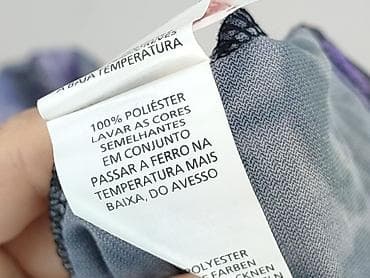 A BAIXA TEMPERATURA
100% POLIÉSTER
LAVAR AS CORES
SEMELHANTES
EM CONJUNTO
PASSAR A FERRO NA
TEMPERATURA MAIS
BAIXA, DO AVESSO
POLYESTER
FARBEN